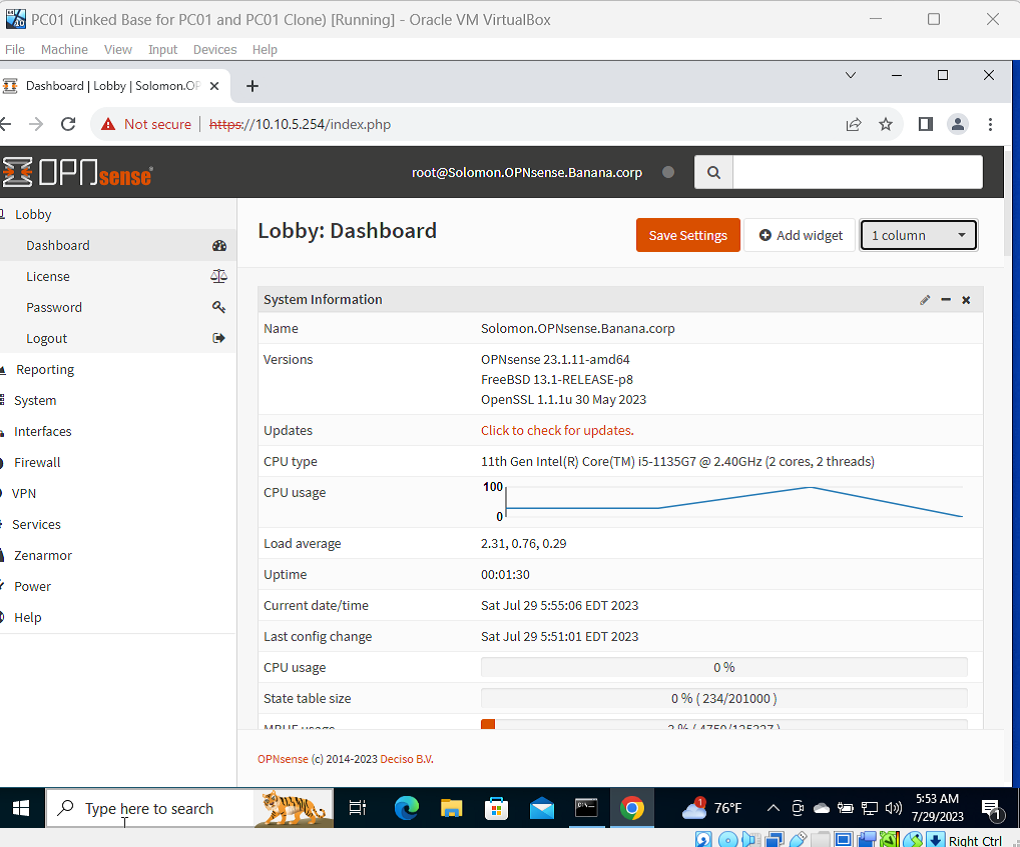 PC01 (Linked Base for PC01 and PC01 Clone) [Running] - Oracle VM VirtualBox
File Machine View Input Devices Help
Dashboard | Lobby | Solomon.OP
Not secure https://10.10.5.254/index.php
OPNsense root@Solomon.OPNsense.Banana.corp
Lobby
Dashboard
License
Password
Logout
Reporting
System
Interfaces
Firewall
VPN
Services
Zenarmor
Power
Help
Lobby: Dashboard
Save Settings Add widget 1 column
System Information
Name Solomon.OPNsense.Banana.corp
Versions OPNsense 23.1.11-amd64
FreeBSD 13.1-RELEASE-p8
OpenSSL 1.1.1u 30 May 2023
Updates Click to check for updates.
CPU type 11th Gen Intel(R) Core(TM) i5-1135G7 @ 2.40GHz (2 cores, 2 threads)
CPU usage 100
0
Load average 2.31, 0.76, 0.29
Uptime 00:01:30
Current date/time Sat Jul 29 5:55:06 EDT 2023
Last config change Sat Jul 29 5:51:01 EDT 2023
CPU usage 0 %
State table size 0 % ( 234/201000 )
MBUF usage
OPNsense (c) 2014-2023 Deciso B.V.
Type here to search
1
76°F
5:53 AM
7/29/2023
1
Right Ctrl